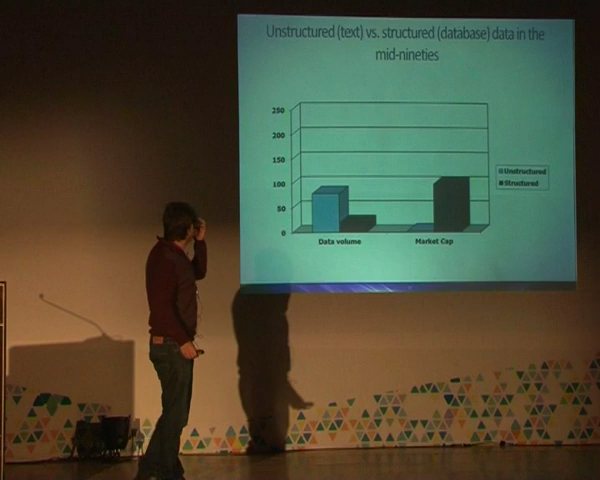 Unstructured (text) vs. structured (database) data in the
mid-nineties
250
200
150
100
50
0
Data volume
Market Cap
Unstructured
Structured